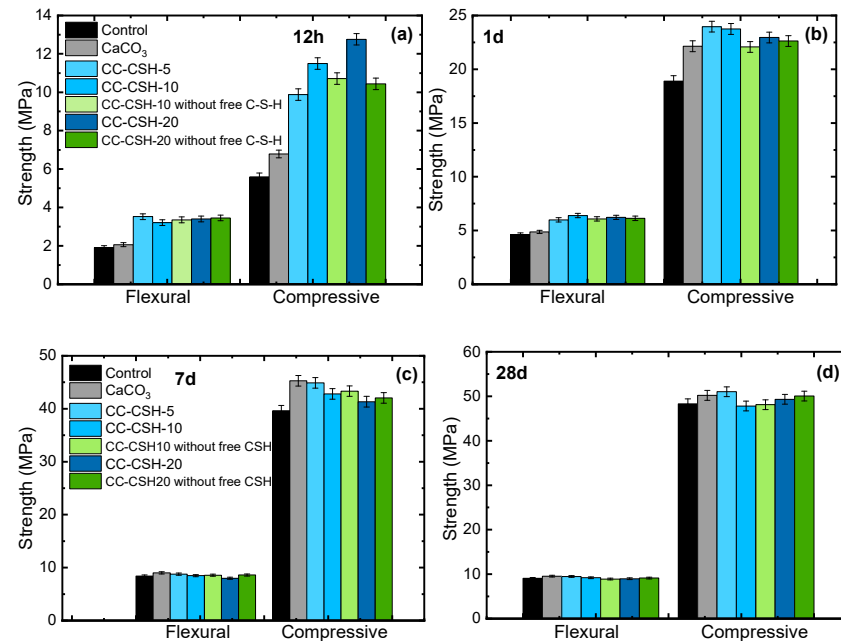 14
12
10
8
6
4
2
0
Strength (MPa)
Control
CaCO₃
CC-CSH-5
CC-CSH-10
CC-CSH-10 without free C-S-H
CC-CSH-20
CC-CSH-20 without free C-S-H
12h
(a)
Flexural
Compressive
25
20
15
10
5
0
Strength (MPa)
1d
(b)
Flexural
Compressive
50
40
30
20
10
0
Strength (MPa)
Control
CaCO₃
CC-CSH-5
CC-CSH-10
CC-CSH10 without free CSH
CC-CSH-20
CC-CSH20 without free CSH
7d
(c)
Flexural
Compressive
60
50
40
30
20
10
0
Strength (MPa)
28d
(d)
Flexural
Compressive